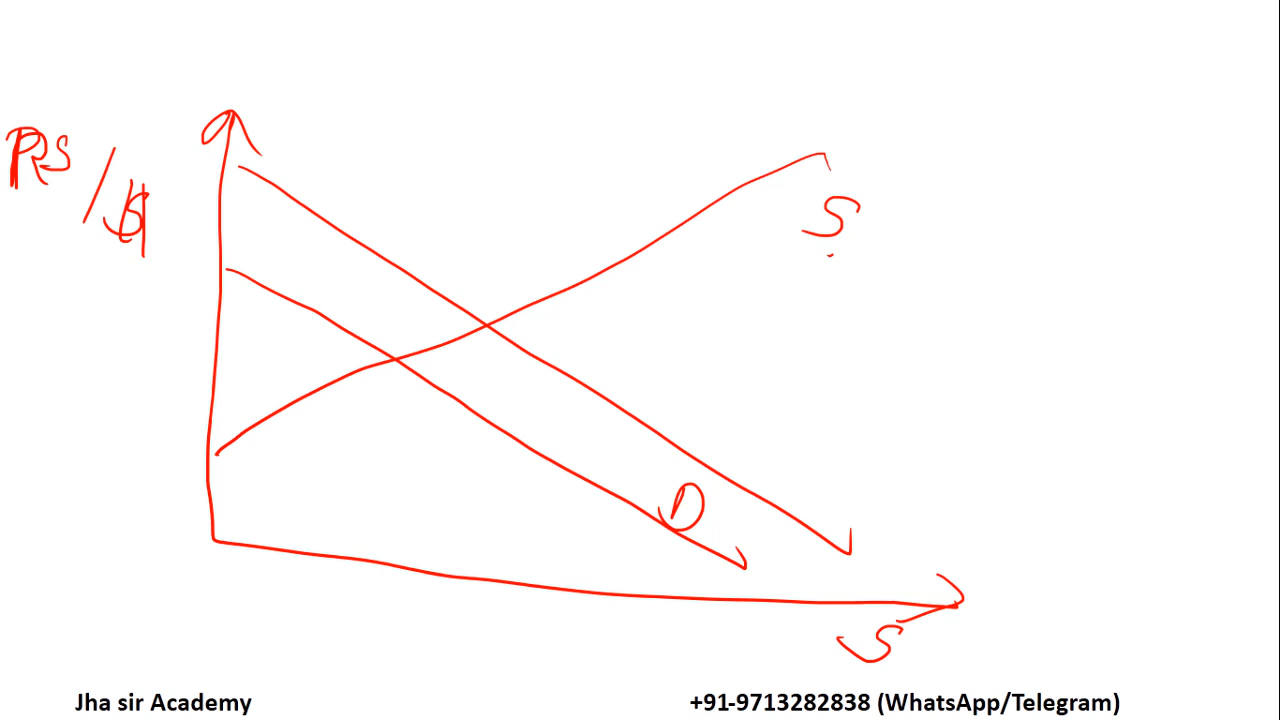 RS / $
S
D
S
Jha sir Academy
+91-9713282838 (WhatsApp/Telegram)